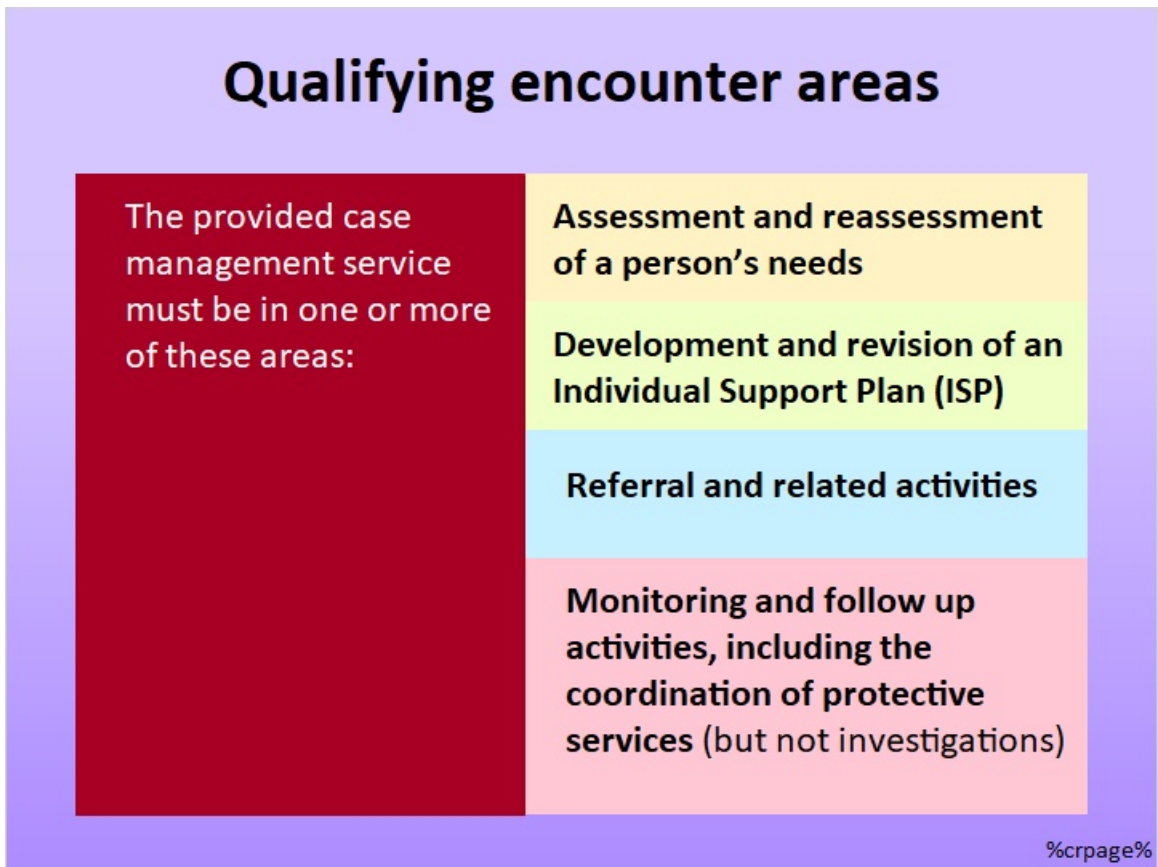 Qualifying encounter areas
The provided case
management service
must be in one or more
of these areas:
Assessment and reassessment
of a person's needs
Development and revision of an
Individual Support Plan (ISP)
Referral and related activities
Monitoring and follow up
activities, including the
coordination of protective
services (but not investigations)
%crpage%